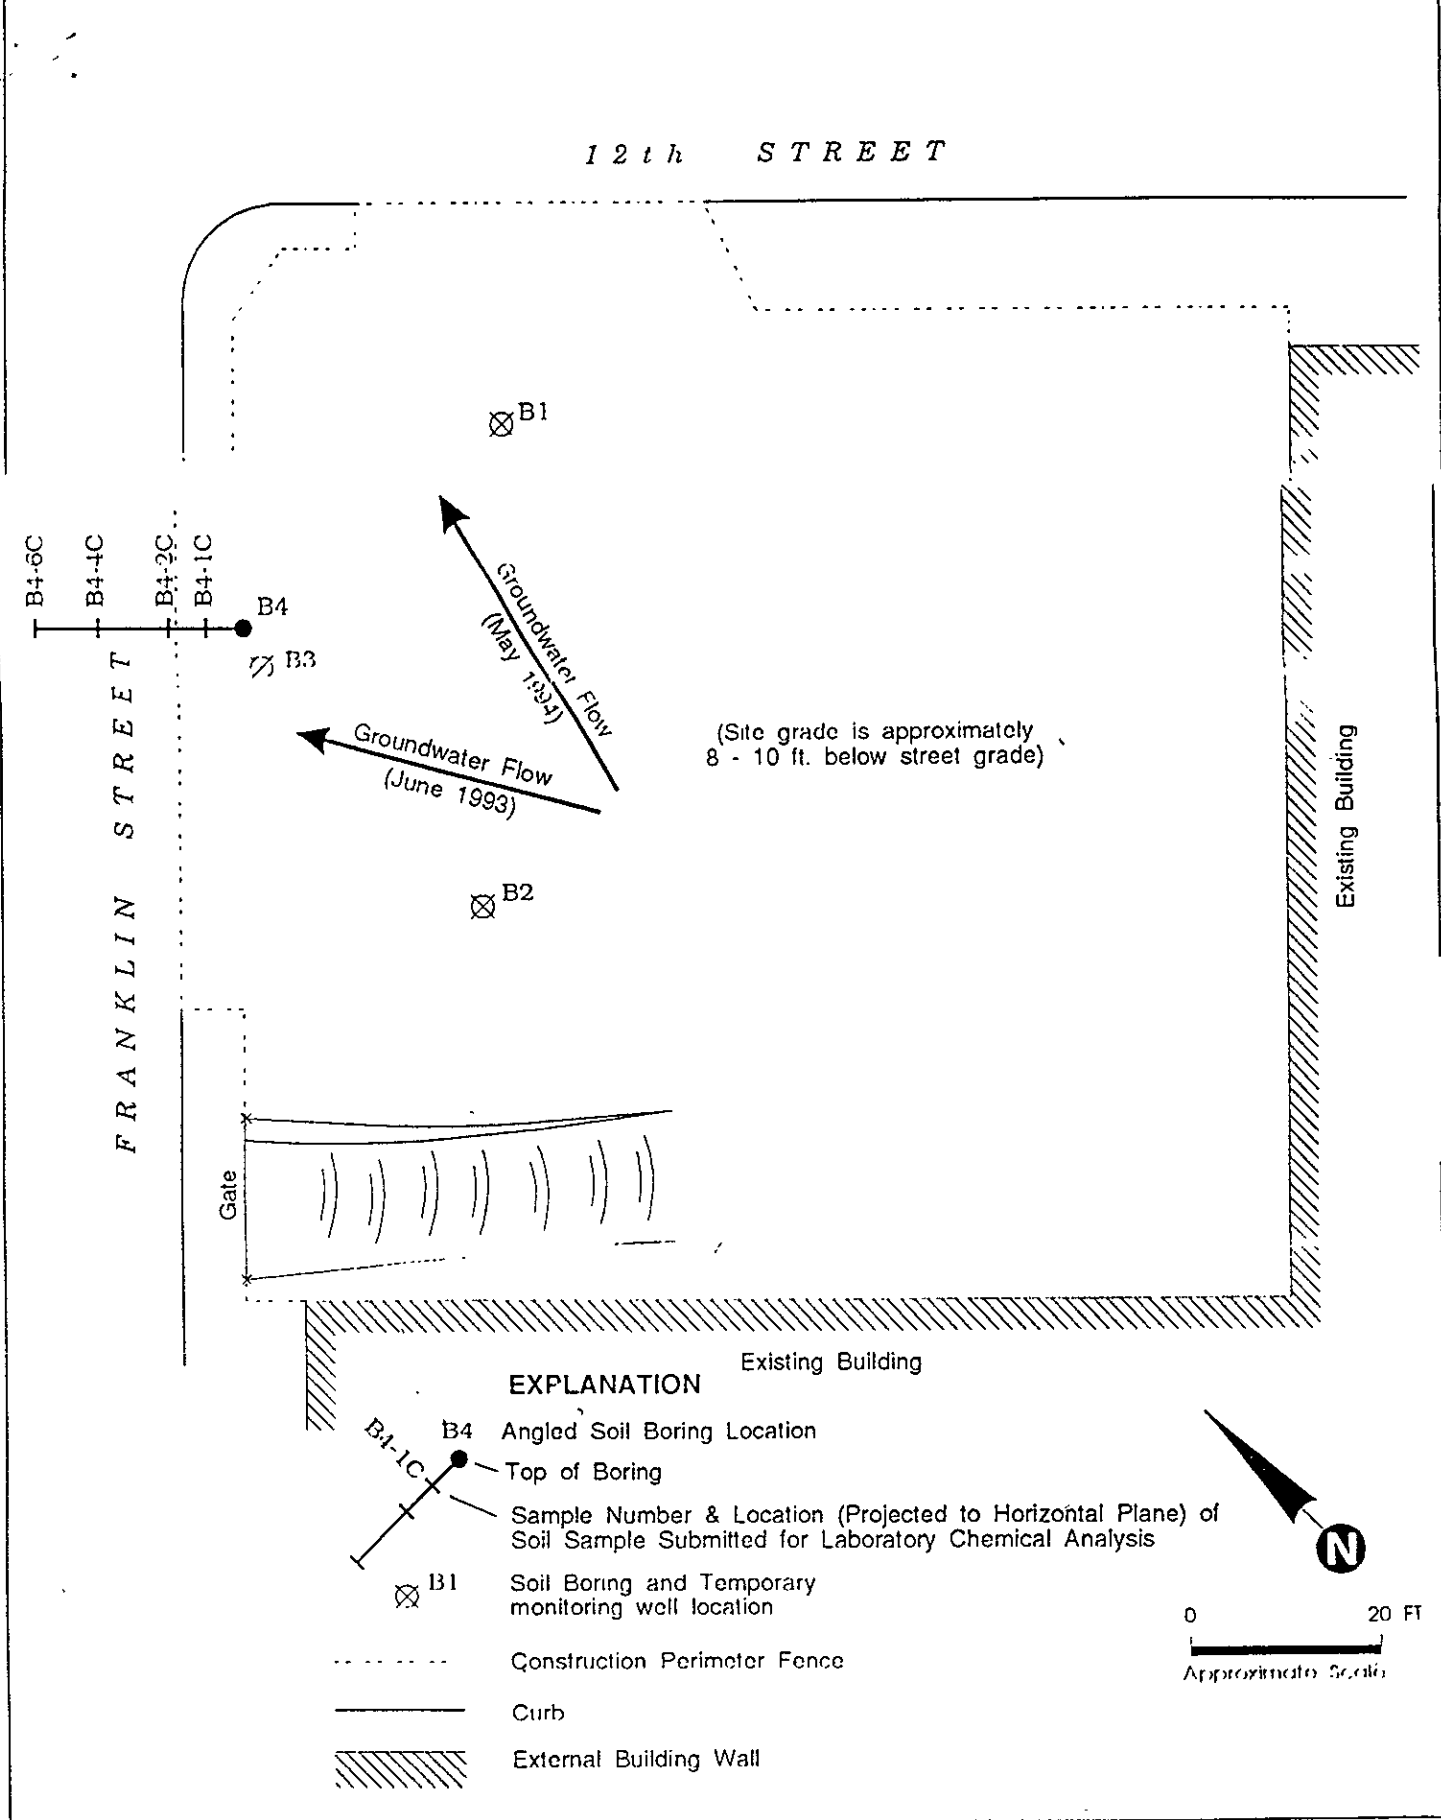 12th STREET
B1
B4-6C
B4-4C
B4-2C
B4-1C
B4
B3
Groundwater Flow
(May 1994)
Groundwater Flow
(June 1993)
(Site grade is approximately
8 - 10 ft. below street grade)
FRANKLIN STREET
Existing Building
B2
Gate
Existing Building
EXPLANATION
B4 Angled Soil Boring Location
B4-1C
Top of Boring
Sample Number & Location (Projected to Horizontal Plane) of
Soil Sample Submitted for Laboratory Chemical Analysis
B1 Soil Boring and Temporary
monitoring well location
Construction Perimeter Fence
Curb
External Building Wall
N
0 20 FT
Approximate Scale